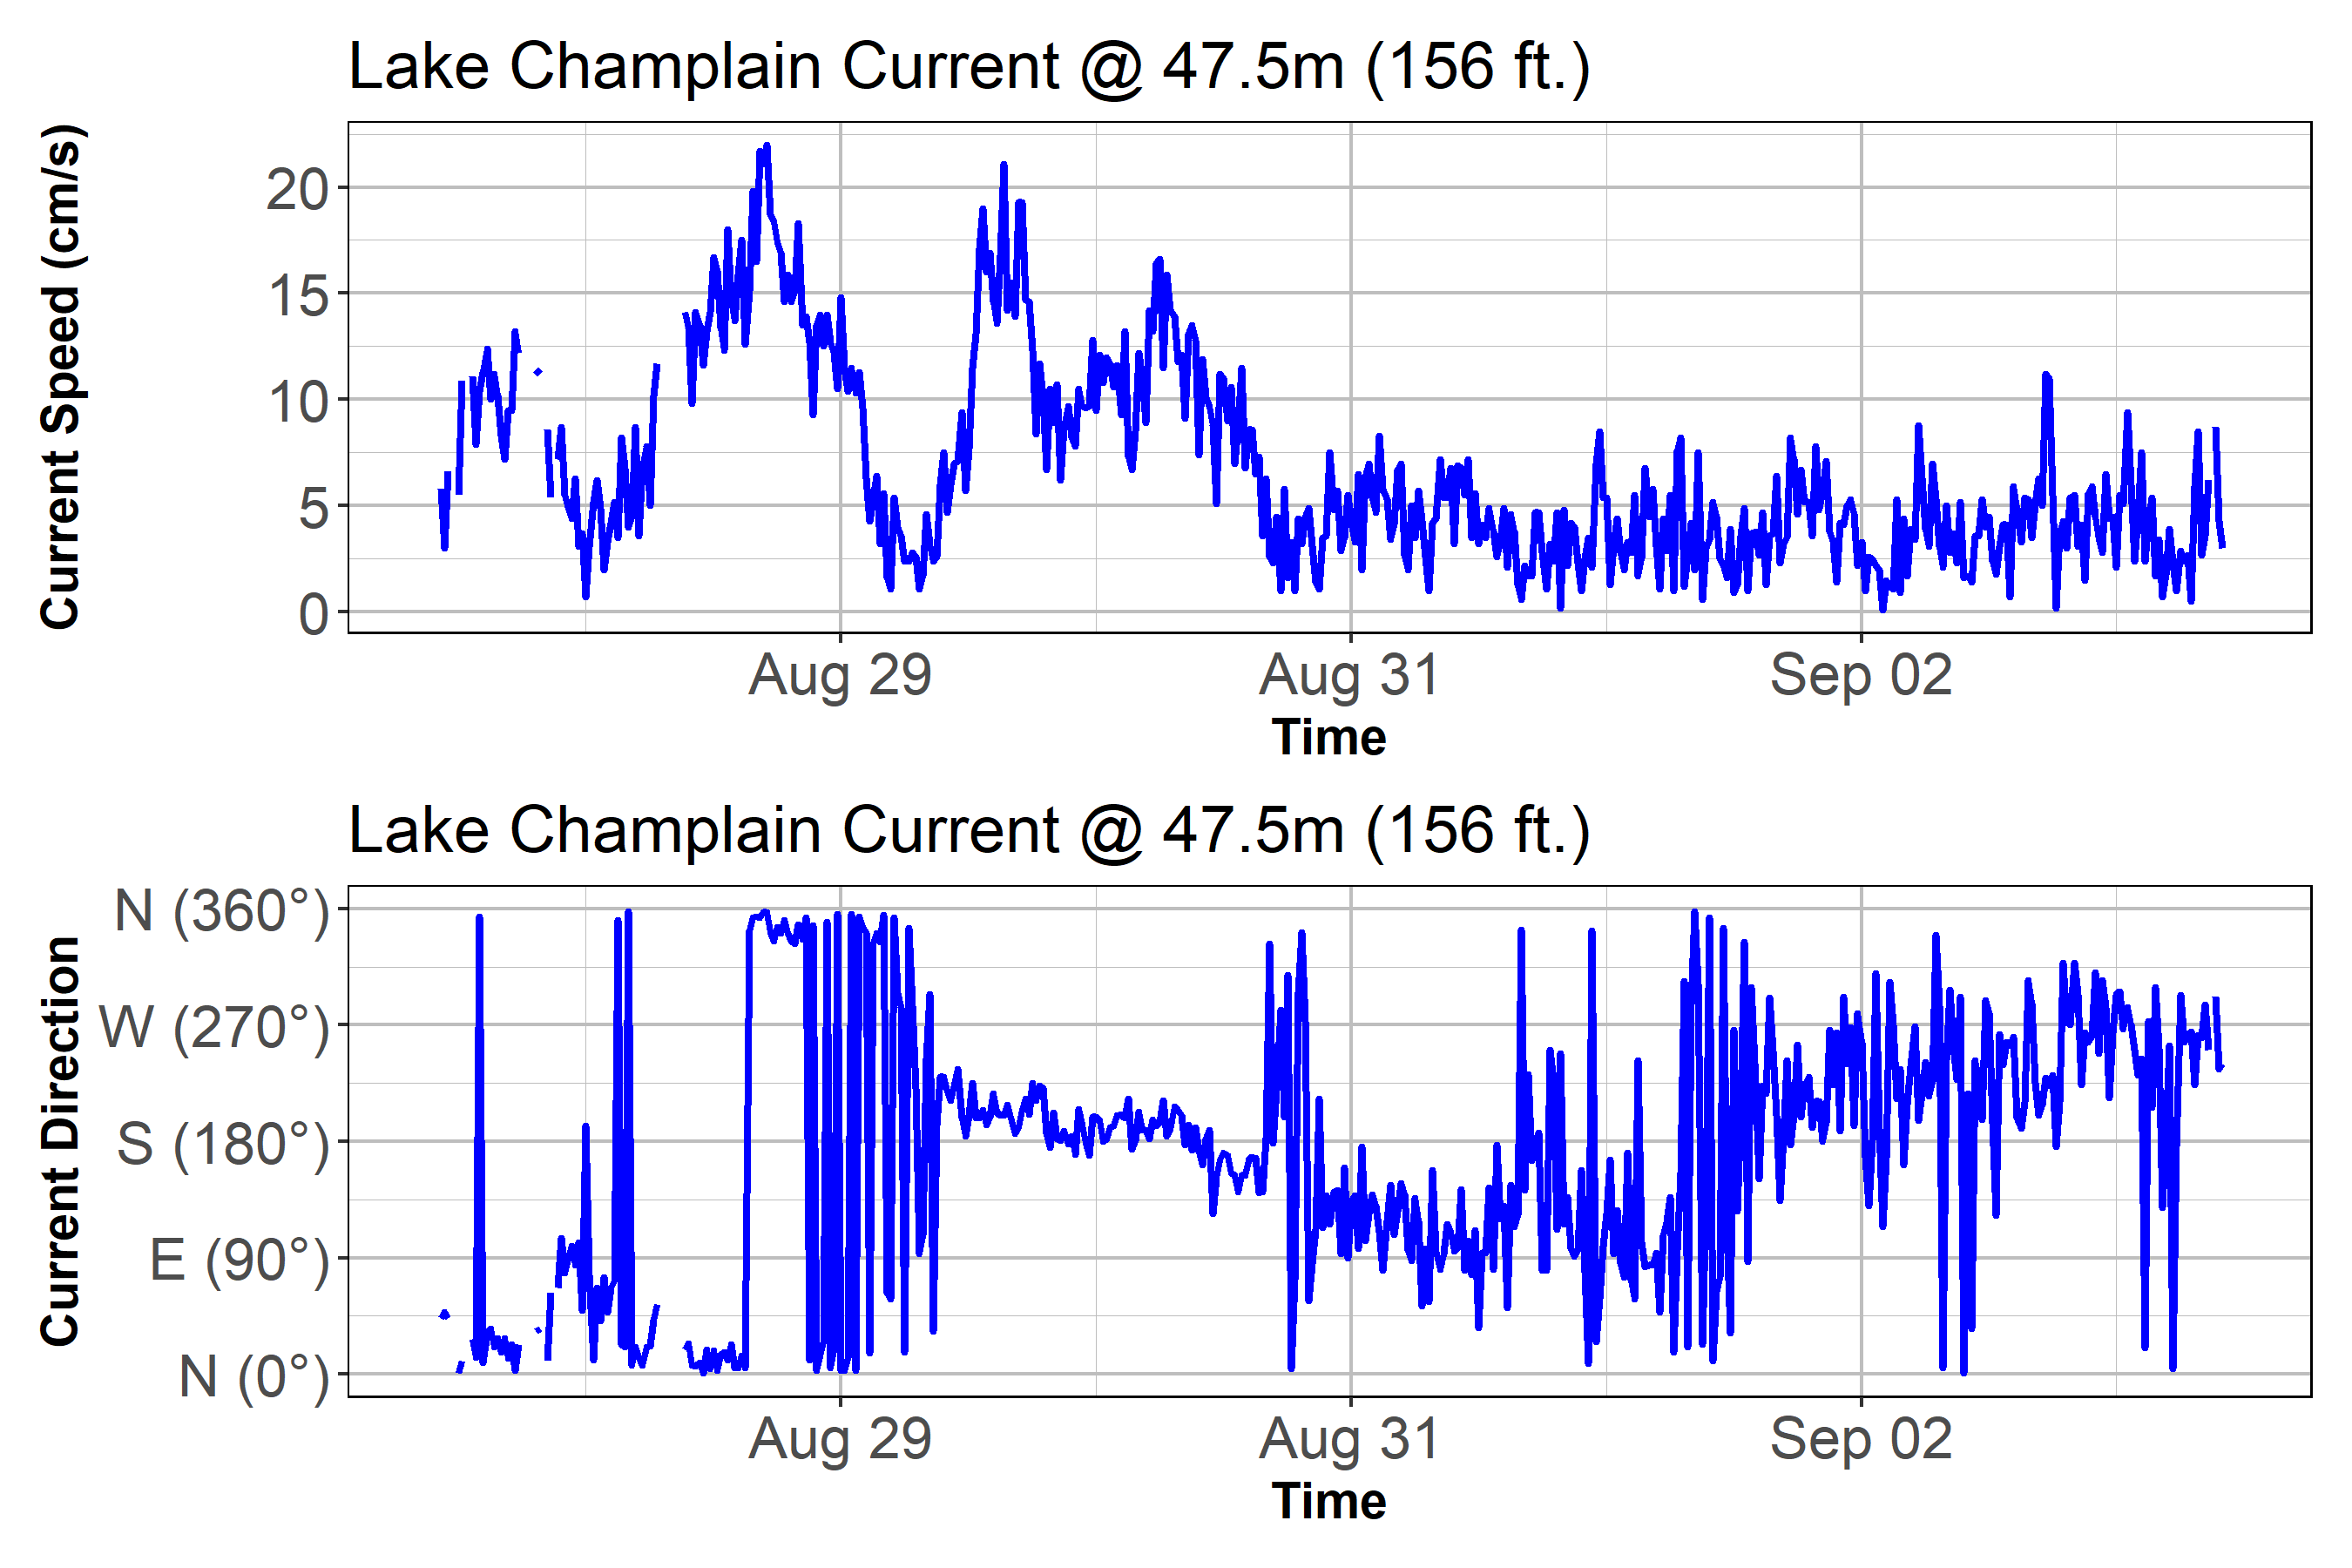 Lake Champlain Current @ 47.5m (156 ft.)
Current Speed (cm/s)
20
15
10
5
0
Aug 29 Aug 31 Sep 02
Time
Lake Champlain Current @ 47.5m (156 ft.)
Current Direction
N (360°)
W (270°)
S (180°)
E (90°)
N (0°)
Aug 29 Aug 31 Sep 02
Time